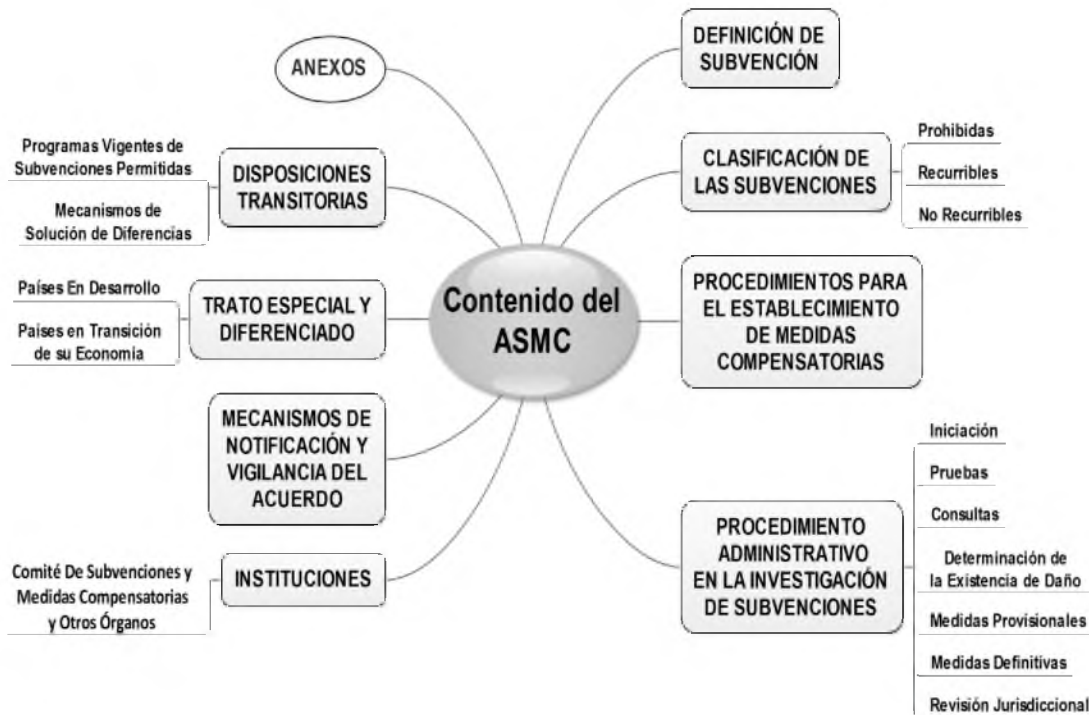 Contenido del
ASMC
DEFINICIÓN DE
SUBVENCIÓN
CLASIFICACIÓN DE
LAS SUBVENCIONES
Prohibidas
Recurribles
No Recurribles
PROCEDIMIENTOS PARA
EL ESTABLECIMIENTO
DE MEDIDAS
COMPENSATORIAS
PROCEDIMIENTO
ADMINISTRATIVO
EN LA INVESTIGACIÓN
DE SUBVENCIONES
Iniciación
Pruebas
Consultas
Determinación de
la Existencia de Daño
Medidas Provisionales
Medidas Definitivas
Revisión Jurisdiccional
ANEXOS
DISPOSICIONES
TRANSITORIAS
Programas Vigentes de
Subvenciones Permitidas
Mecanismos de
Solución de Diferencias
TRATO ESPECIAL Y
DIFERENCIADO
Países En Desarrollo
Países en Transición
de su Economía
MECANISMOS DE
NOTIFICACIÓN Y
VIGILANCIA DEL
ACUERDO
INSTITUCIONES
Comité De Subvenciones y
Medidas Compensatorias
y Otros Órganos